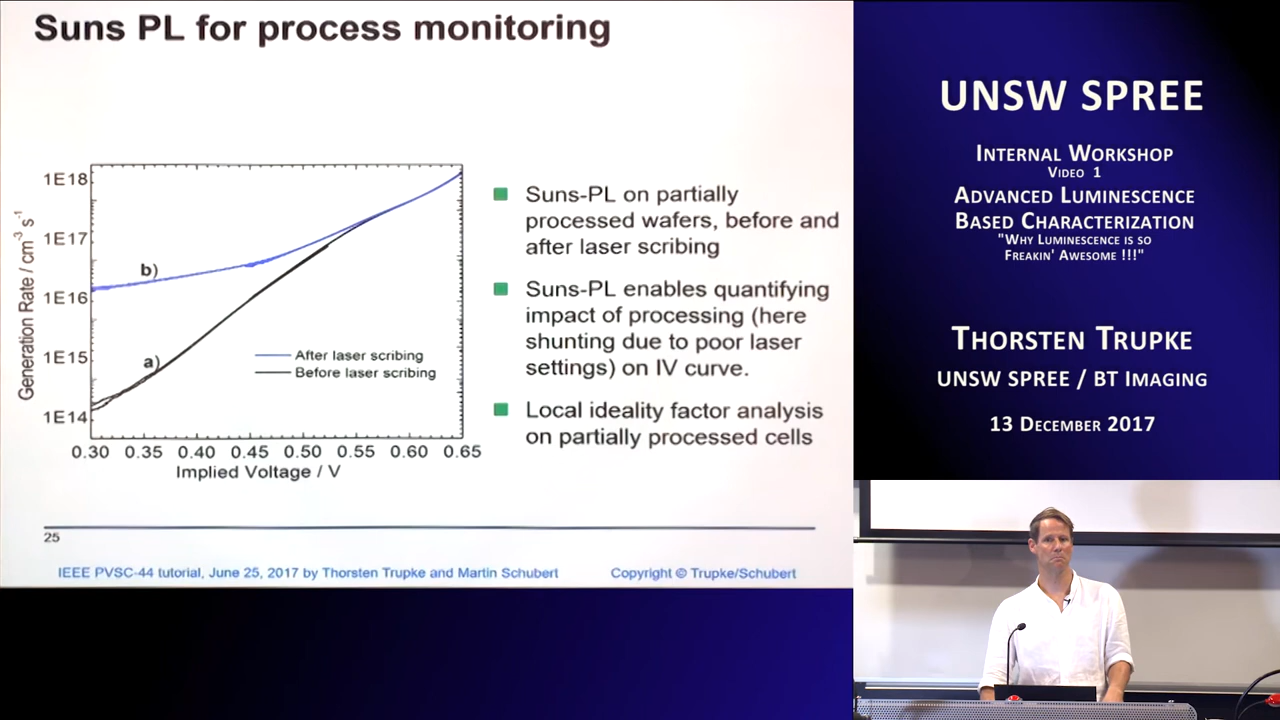 Suns PL for process monitoring
Generation Rate / cm-3 s-1
1E18
1E17
1E16
1E15
1E14
b)
a)
After laser scribing
Before laser scribing
0.30 0.35 0.40 0.45 0.50 0.55 0.60 0.65
Implied Voltage / V
Suns-PL on partially
processed wafers, before and
after laser scribing
Suns-PL enables quantifying
impact of processing (here
shunting due to poor laser
settings) on IV curve.
Local ideality factor analysis
on partially processed cells
25
IEEE PVSC-44 tutorial, June 25, 2017 by Thorsten Trupke and Martin Schubert
Copyright © Trupke/Schubert
UNSW SPREE
Internal Workshop
Video 1
Advanced Luminescence
Based Characterization
"Why Luminescence is so
Freakin' Awesome !!!"
Thorsten Trupke
UNSW SPREE / BT Imaging
13 December 2017